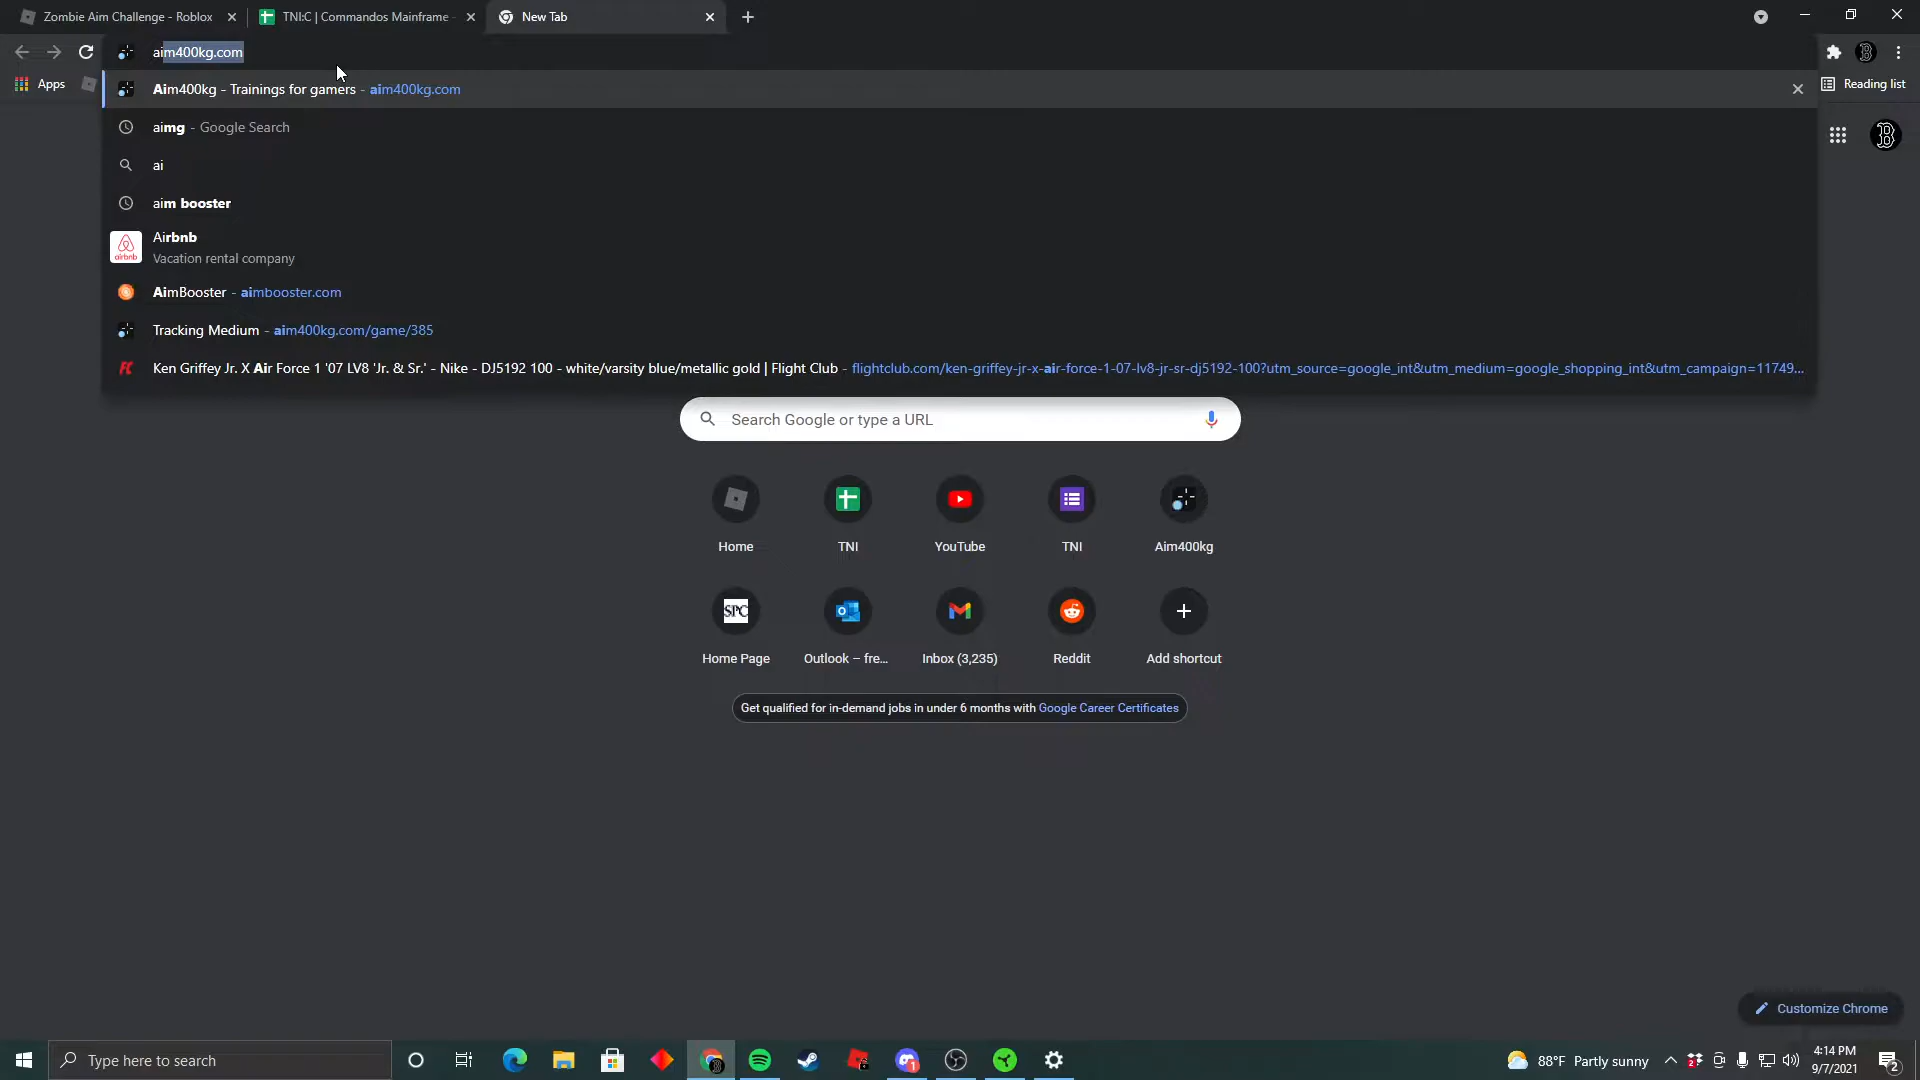 Zombie Aim Challenge - Roblox
TNI:C | Commandos Mainframe -
New Tab
aim400kg.com
Apps
Aim400kg - Trainings for gamers - aim400kg.com
Reading list
aimg - Google Search
ai
aim booster
Airbnb
airbnb
Vacation rental company
AimBooster - aimbooster.com
Tracking Medium - aim400kg.com/game/385
Ken Griffey Jr. X Air Force 1 '07 LV8 'Jr. & Sr.' - Nike - DJ5192 100 - white/varsity blue/metallic gold | Flight Club - flightclub.com/ken-griffey-jr-x-air-force-1-07-lv8-jr-sr-dj5192-100?utm_source=google_int&utm_medium=google_shopping_int&utm_campaign=11749...
Search Google or type a URL
Home
TNI
YouTube
TNI
Aim400kg
SPC
Home Page
Outlook – fre...
Inbox (3,235)
Reddit
Add shortcut
Get qualified for in-demand jobs in under 6 months with Google Career Certificates
Customize Chrome
Type here to search
1
88°F Partly sunny
4:14 PM
9/7/2021
2